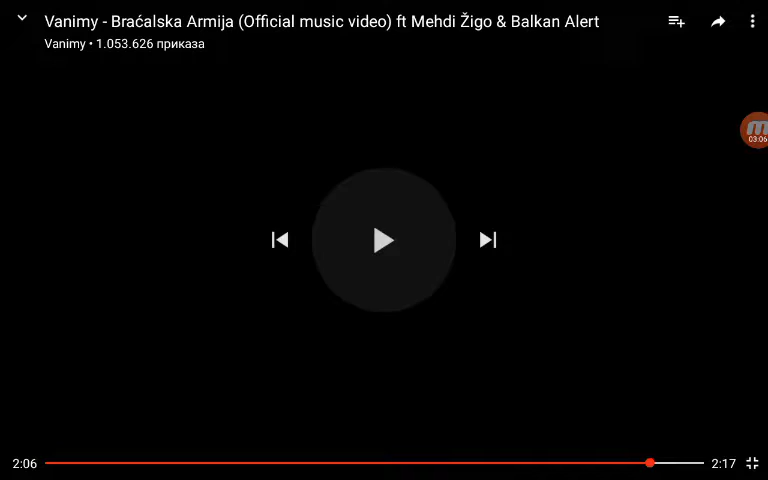 Vanimy - Braćalska Armija (Official music video) ft Mehdi Žigo & Balkan Alert
Vanimy • 1.053.626 приказа
03:06
2:06
2:17